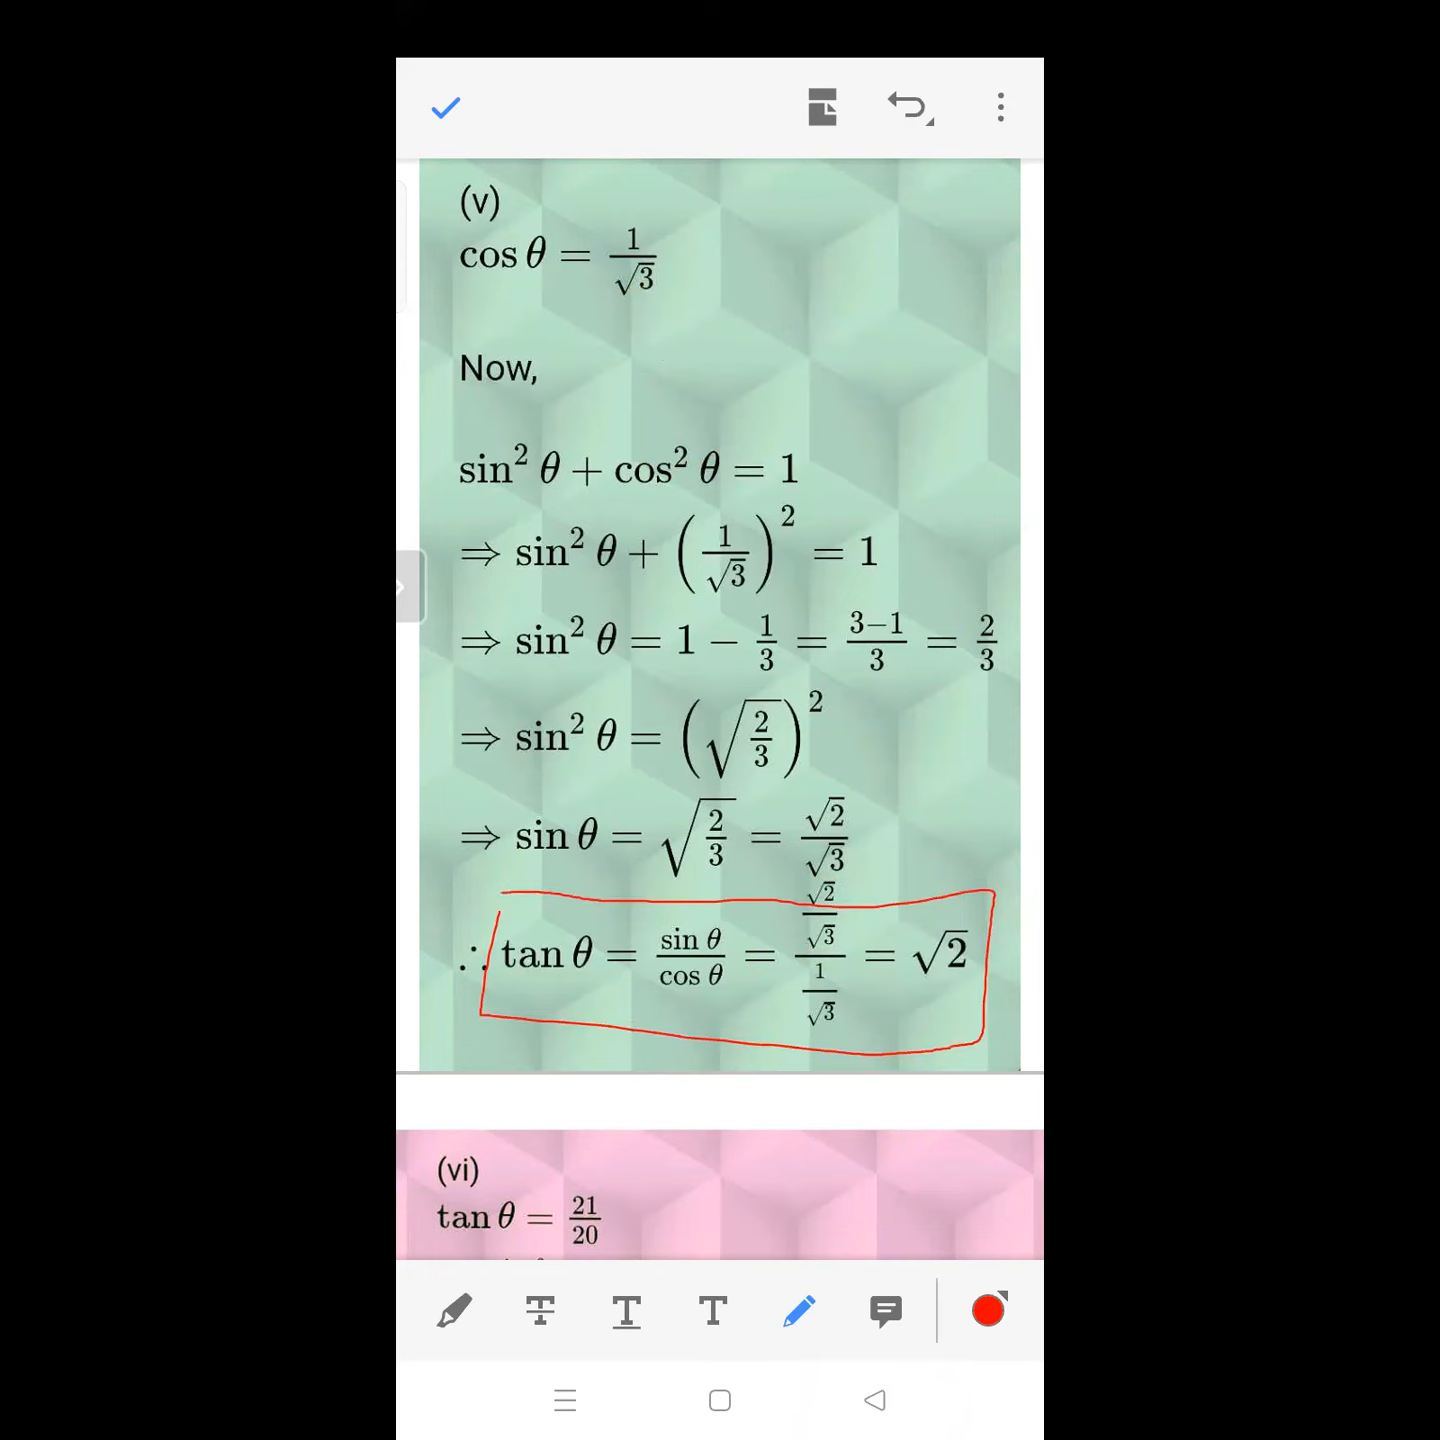 (v)
cos θ = 1/√3
Now,
sin² θ + cos² θ = 1
⇒ sin² θ + (1/√3)² = 1
⇒ sin² θ = 1 − 1/3 = 3−1/3 = 2/3
⇒ sin² θ = (√(2/3))²
⇒ sin θ = √(2/3) = √2/√3
∴ tan θ = sin θ/cos θ = (√2/√3)/(1/√3) = √2
(vi)
tan θ = 21/20
T T T